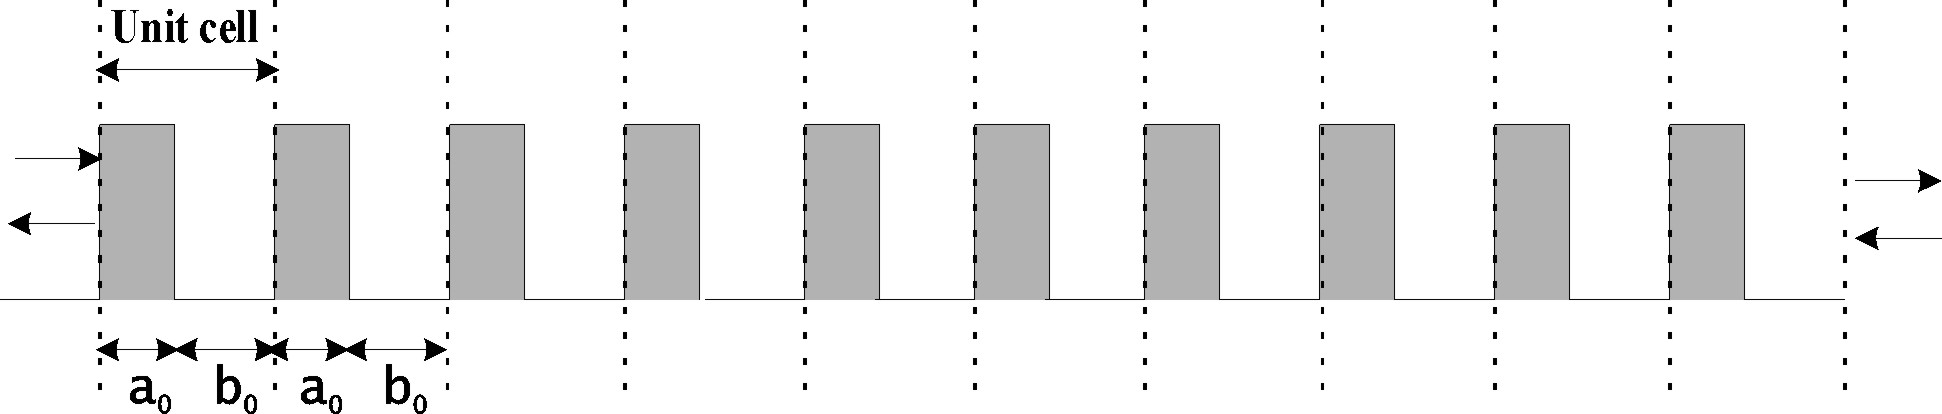 Unit cell
a₀ b₀ a₀ b₀